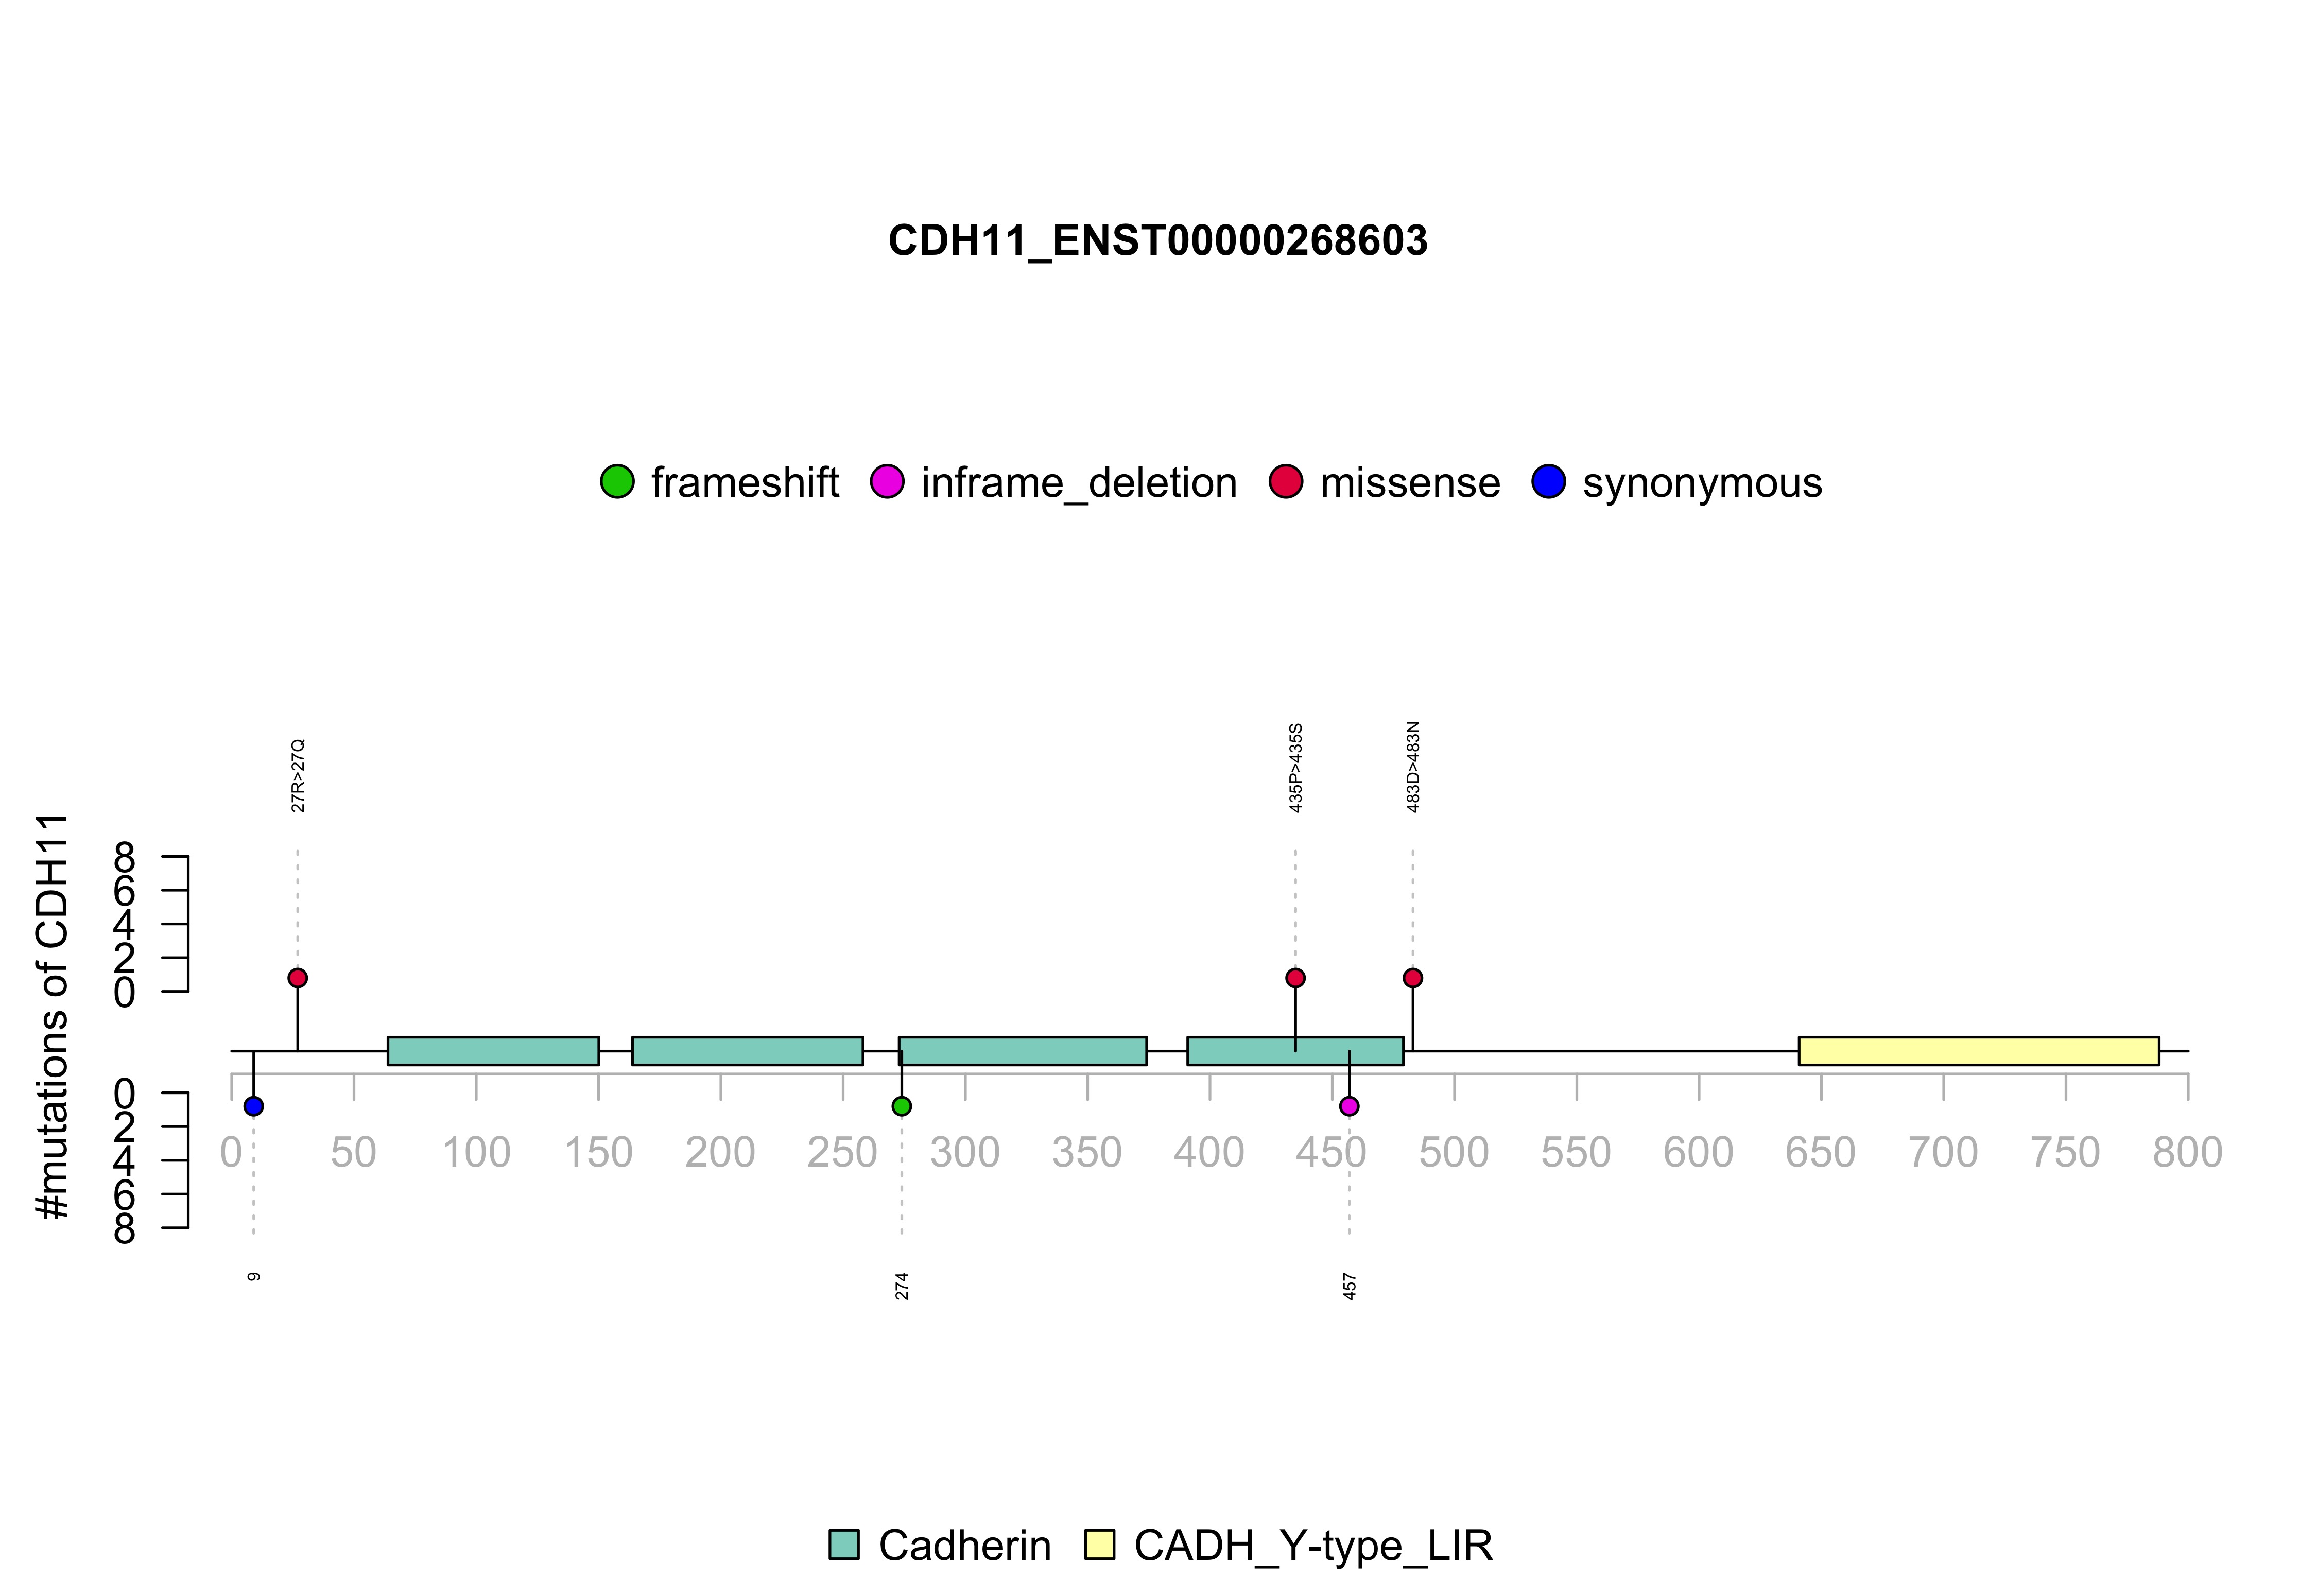 CDH11_ENST00000268603
frameshift inframe_deletion missense synonymous
27R>27Q 435P>435S 483D>483N
#mutations of CDH11
8
6
4
2
0
0
2
4
6
8
0 50 100 150 200 250 300 350 400 450 500 550 600 650 700 750 800
9 274 457
Cadherin CADH_Y-type_LIR